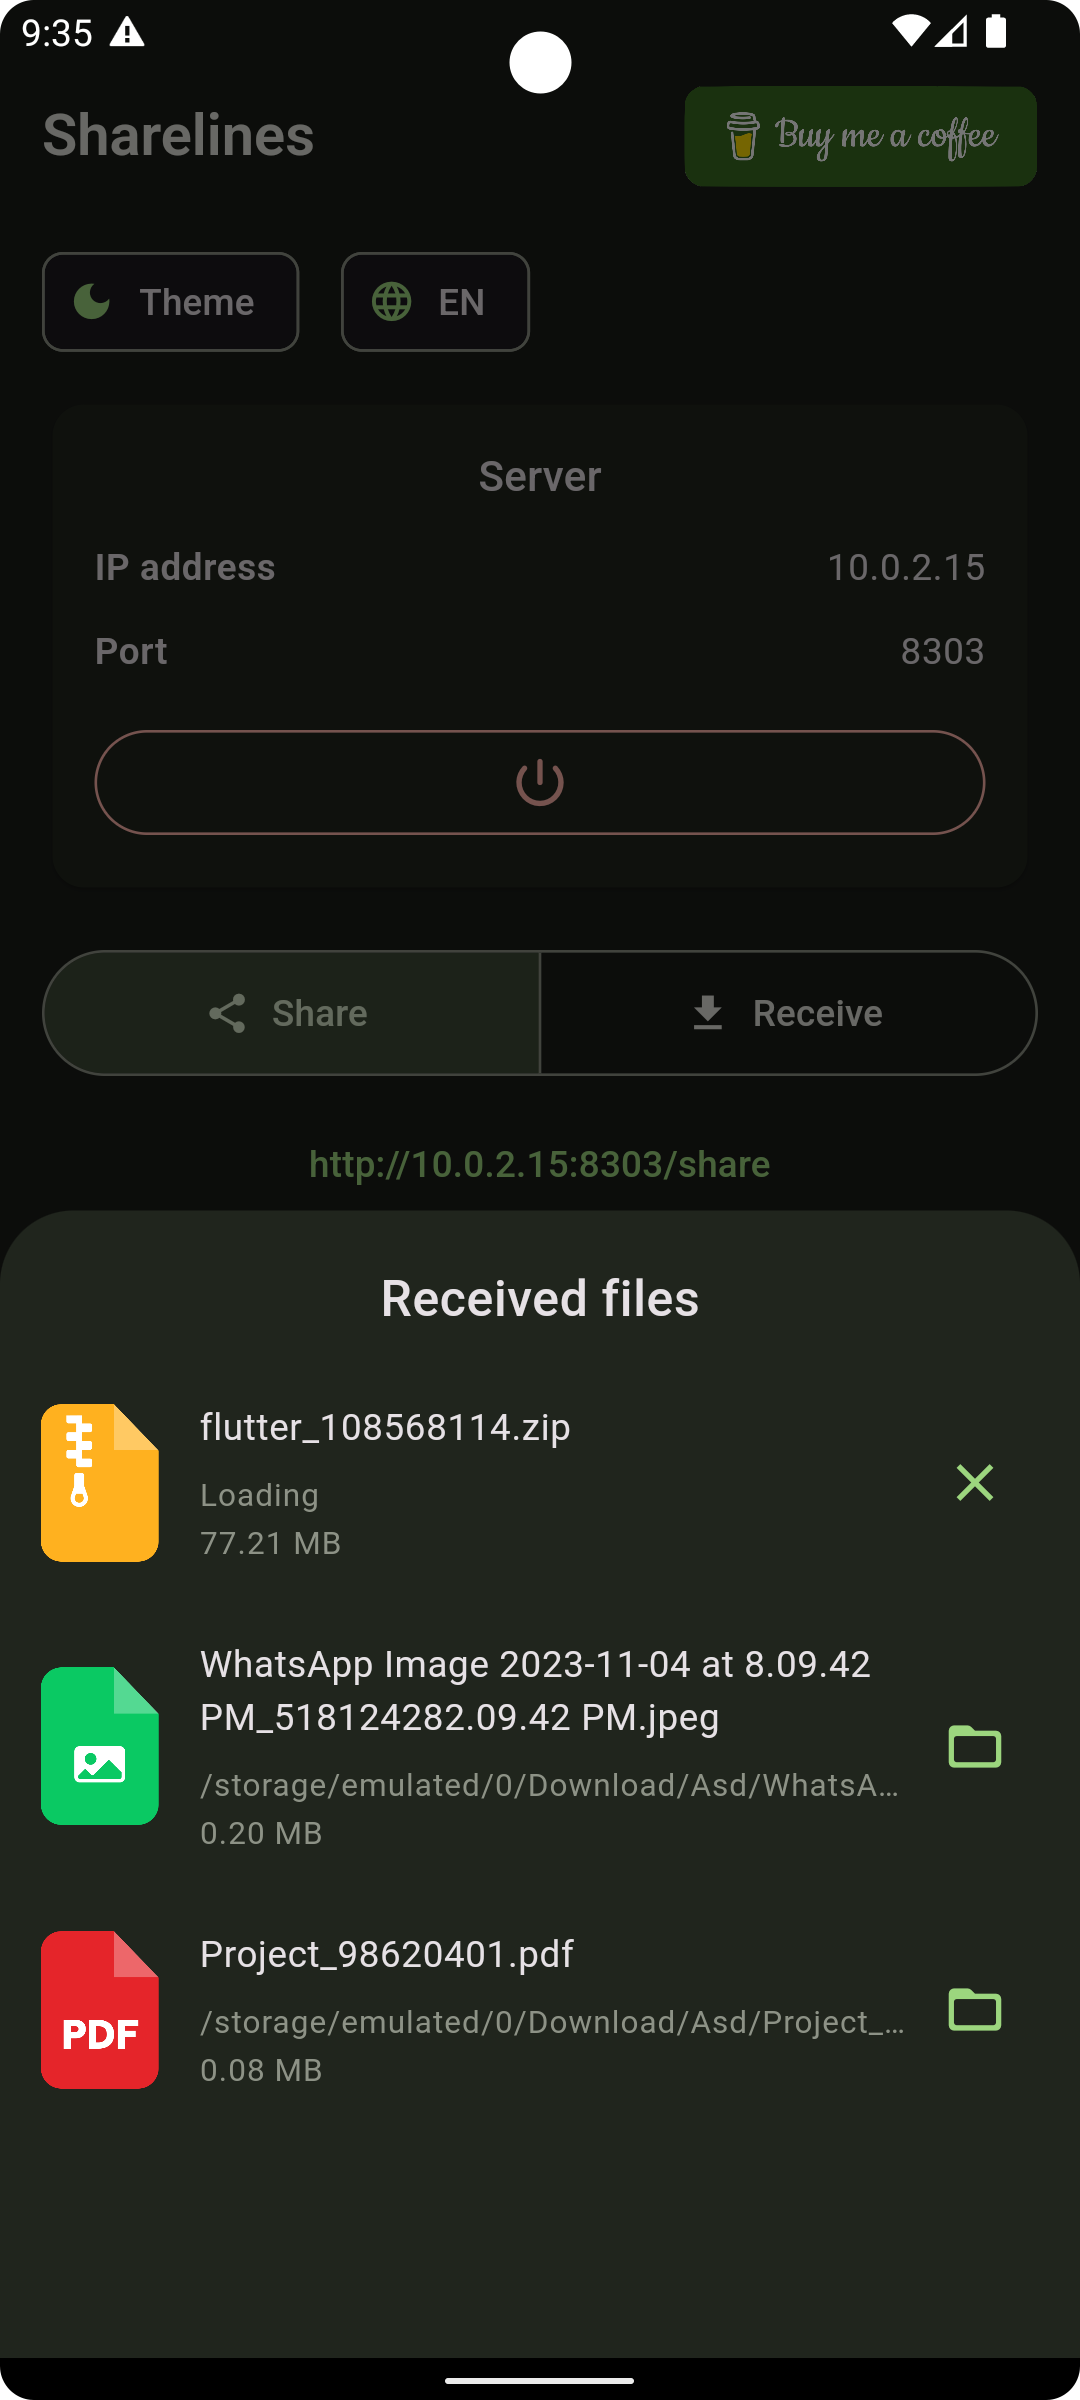 9:35
Sharelines
Buy me a coffee
Theme
EN
Server
IP address
10.0.2.15
Port
8303
Share
Receive
http://10.0.2.15:8303/share
Received files
flutter_108568114.zip
Loading
77.21 MB
WhatsApp Image 2023-11-04 at 8.09.42
PM_518124282.09.42 PM.jpeg
/storage/emulated/0/Download/Asd/WhatsA...
0.20 MB
PDF
Project_98620401.pdf
/storage/emulated/0/Download/Asd/Project_...
0.08 MB